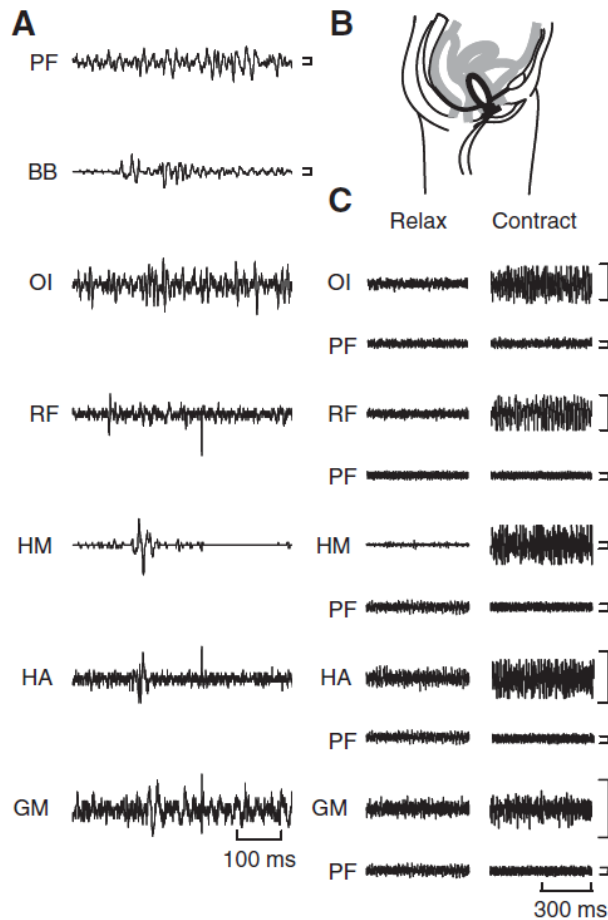 A
PF
BB
OI
RF
HM
HA
GM
100 ms
B
C
Relax Contract
OI
PF
RF
PF
HM
PF
HA
PF
GM
PF
300 ms